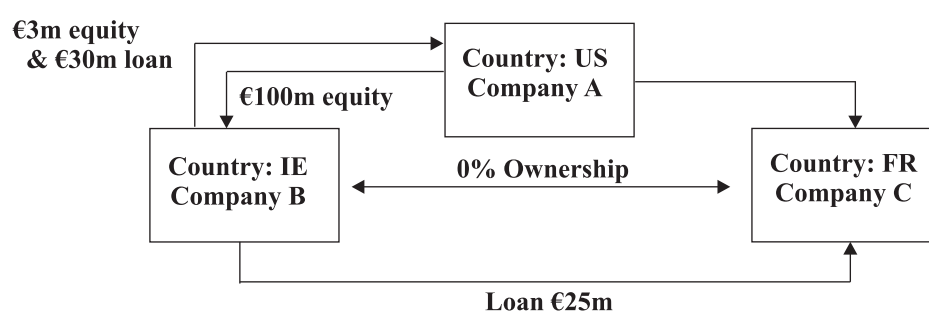 €3m equity
& €30m loan
Country: US
Company A
€100m equity
Country: IE
Company B
0% Ownership
Country: FR
Company C
Loan €25m